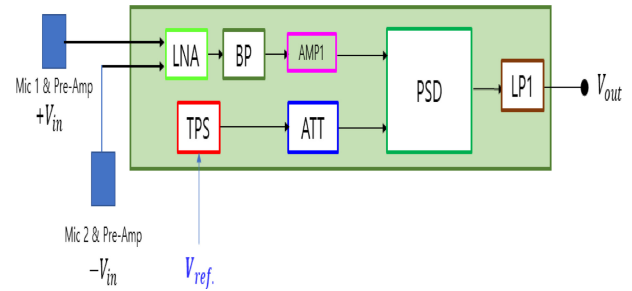 LNA
BP
AMP1
PSD
LP1
V_out
Mic 1 & Pre-Amp
+V_in
TPS
ATT
Mic 2 & Pre-Amp
−V_in
V_ref.